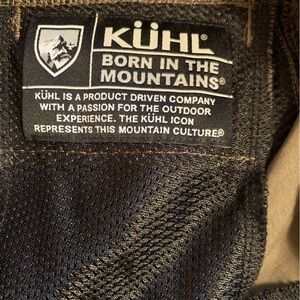 KÜHL®
BORN IN THE
MOUNTAINS®
KÜHL IS A PRODUCT DRIVEN COMPANY
WITH A PASSION FOR THE OUTDOOR
EXPERIENCE. THE KÜHL ICON
REPRESENTS THIS MOUNTAIN CULTURE®